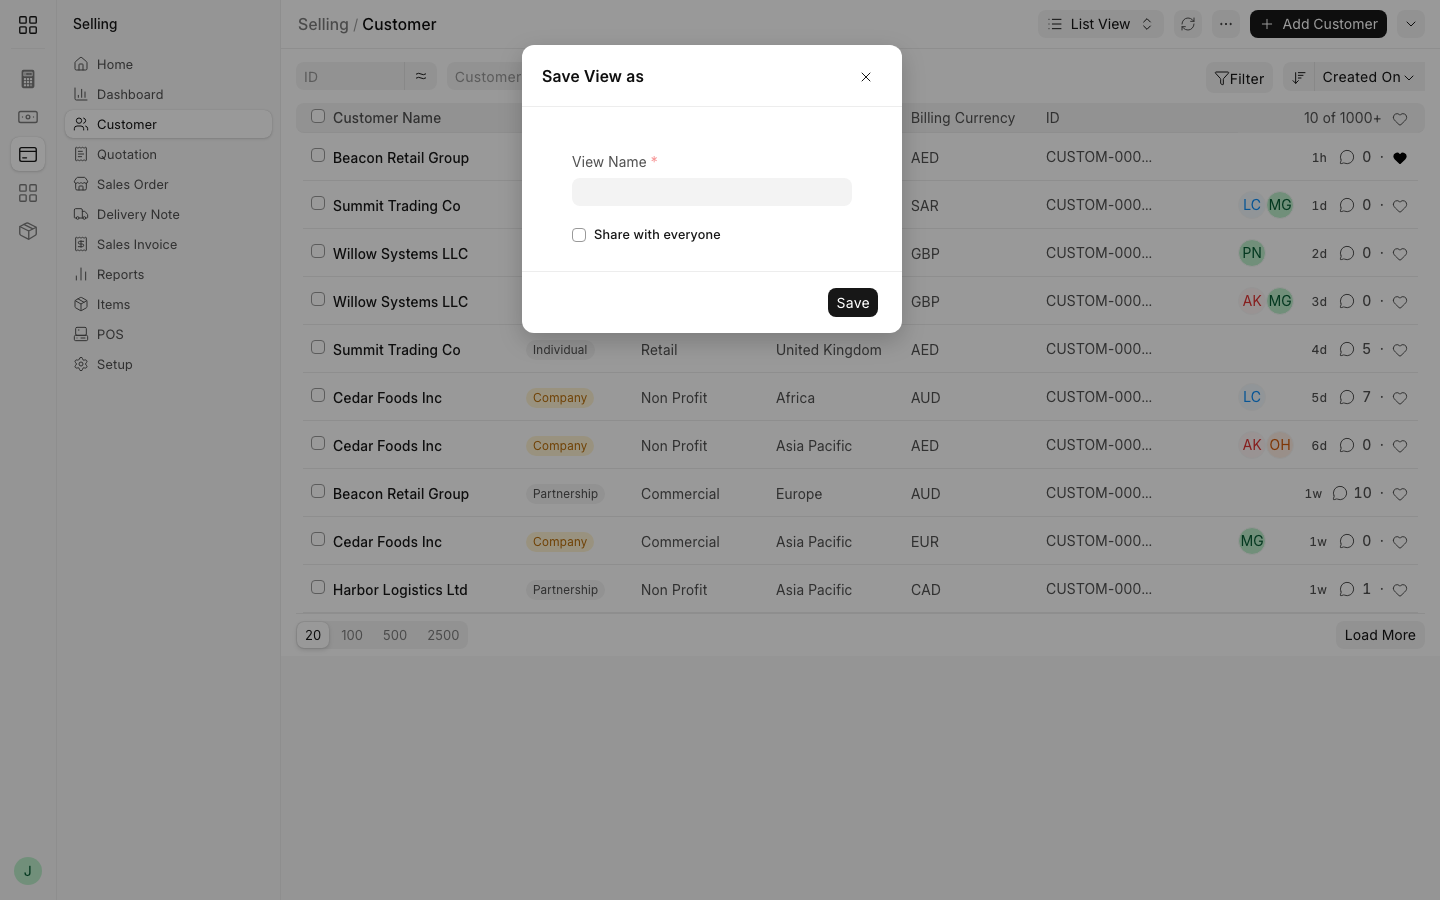 Selling
Home
Dashboard
Customer
Quotation
Sales Order
Delivery Note
Sales Invoice
Reports
Items
POS
Setup
J
Selling / Customer
List View
Add Customer
ID
≈
Customer
Filter
Created On
Save View as
View Name *
Share with everyone
Save
Customer Name Billing Currency ID 10 of 1000+
Beacon Retail Group AED CUSTOM-000... 1h 0 ·
Summit Trading Co SAR CUSTOM-000... LC MG 1d 0 ·
Willow Systems LLC GBP CUSTOM-000... PN 2d 0 ·
Willow Systems LLC GBP CUSTOM-000... AK MG 3d 0 ·
Summit Trading Co Individual Retail United Kingdom AED CUSTOM-000... 4d 5 ·
Cedar Foods Inc Company Non Profit Africa AUD CUSTOM-000... LC 5d 7 ·
Cedar Foods Inc Company Non Profit Asia Pacific AED CUSTOM-000... AK OH 6d 0 ·
Beacon Retail Group Partnership Commercial Europe AUD CUSTOM-000... 1w 10 ·
Cedar Foods Inc Company Commercial Asia Pacific EUR CUSTOM-000... MG 1w 0 ·
Harbor Logistics Ltd Partnership Non Profit Asia Pacific CAD CUSTOM-000... 1w 1 ·
20 100 500 2500
Load More